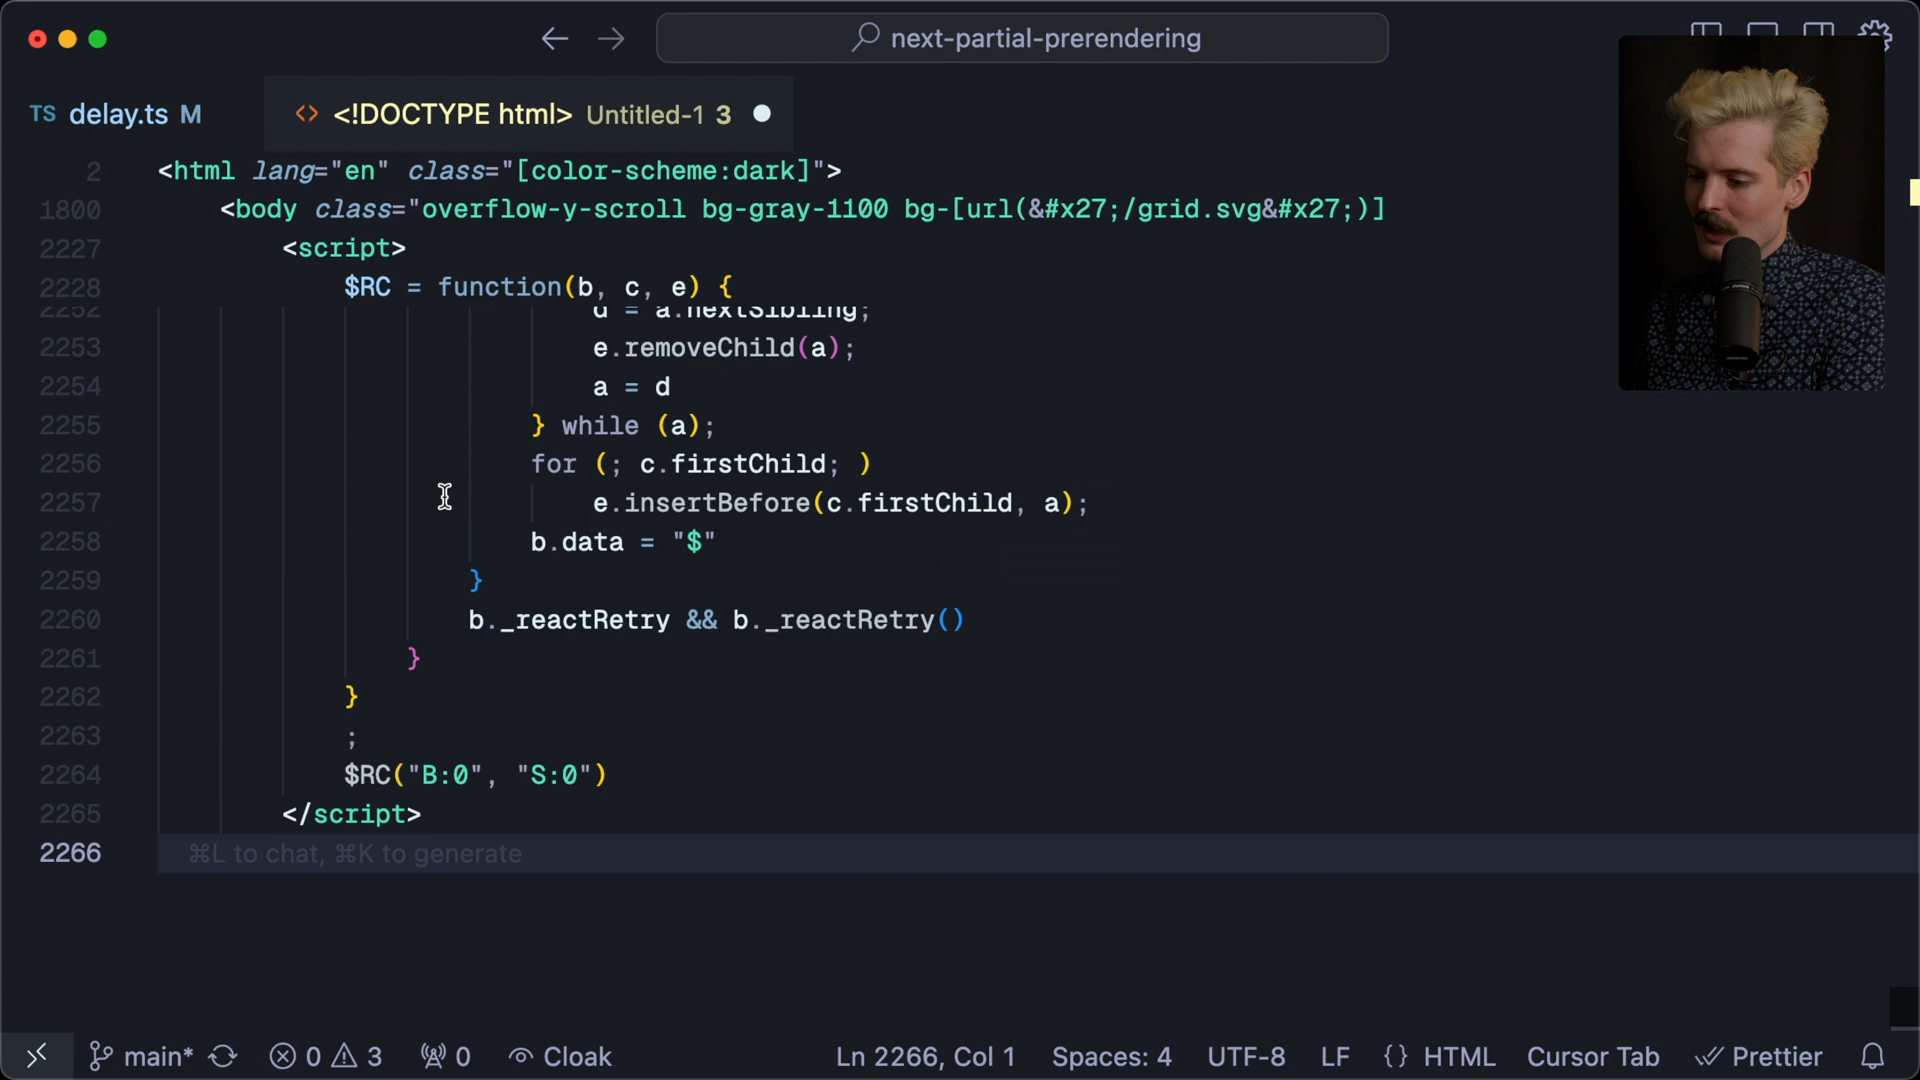 next-partial-prerendering
TS delay.ts M
<> <!DOCTYPE html> Untitled-1 3
2 <html lang="en" class="[color-scheme:dark]">
1800 <body class="overflow-y-scroll bg-gray-1100 bg-[url(&#x27;/grid.svg&#x27;)]
2227 <script>
2228 $RC = function(b, c, e) {
2252 d = a.nextSibling;
2253 e.removeChild(a);
2254 a = d
2255 } while (a);
2256 for (; c.firstChild; )
2257 e.insertBefore(c.firstChild, a);
2258 b.data = "$"
2259 }
2260 b._reactRetry && b._reactRetry()
2261 }
2262 }
2263 ;
2264 $RC("B:0", "S:0")
2265 </script>
2266 ⌘L to chat, ⌘K to generate
main* 0 3 0 Cloak Ln 2266, Col 1 Spaces: 4 UTF-8 LF {} HTML Cursor Tab Prettier